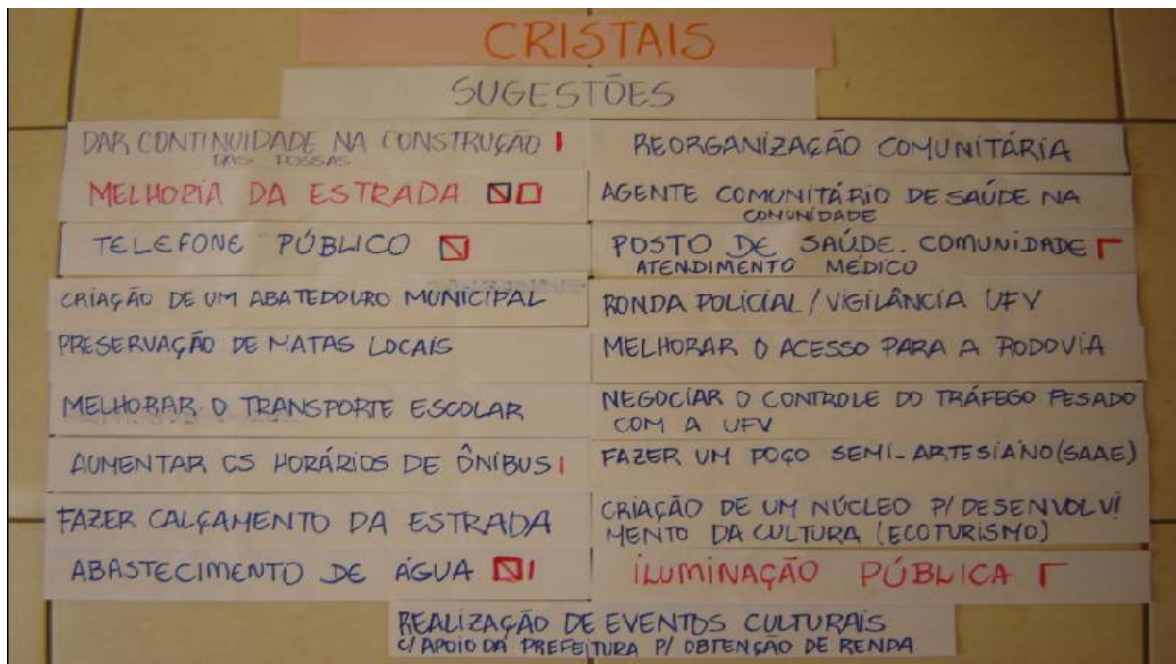 CRISTAIS
SUGESTÕES
DAR CONTINUIDADE NA CONSTRUÇÃO
DAS FOSSAS
MELHORIA DA ESTRADA
TELEFONE PÚBLICO
CRIAÇÃO DE UM ABATEDOURO MUNICIPAL
PRESERVAÇÃO DE MATAS LOCAIS
MELHORAR O TRANSPORTE ESCOLAR
AUMENTAR OS HORÁRIOS DE ÔNIBUS
FAZER CALÇAMENTO DA ESTRADA
ABASTECIMENTO DE ÁGUA
REORGANIZAÇÃO COMUNITÁRIA
AGENTE COMUNITÁRIO DE SAÚDE NA
COMUNIDADE
POSTO DE SAÚDE. COMUNIDADE
ATENDIMENTO MÉDICO
RONDA POLICIAL/VIGILÂNCIA UFV
MELHORAR O ACESSO PARA A RODOVIA
NEGOCIAR O CONTROLE DO TRÁFEGO PESADO
COM A UFV
FAZER UM POÇO SEMI-ARTESIANO (SAAE)
CRIAÇÃO DE UM NÚCLEO P/ DESENVOLVI
MENTO DA CULTURA (ECOTURISMO)
ILUMINAÇÃO PÚBLICA
REALIZAÇÃO DE EVENTOS CULTURAIS
C/ APOIO DA PREFEITURA P/ OBTENÇÃO DE RENDA